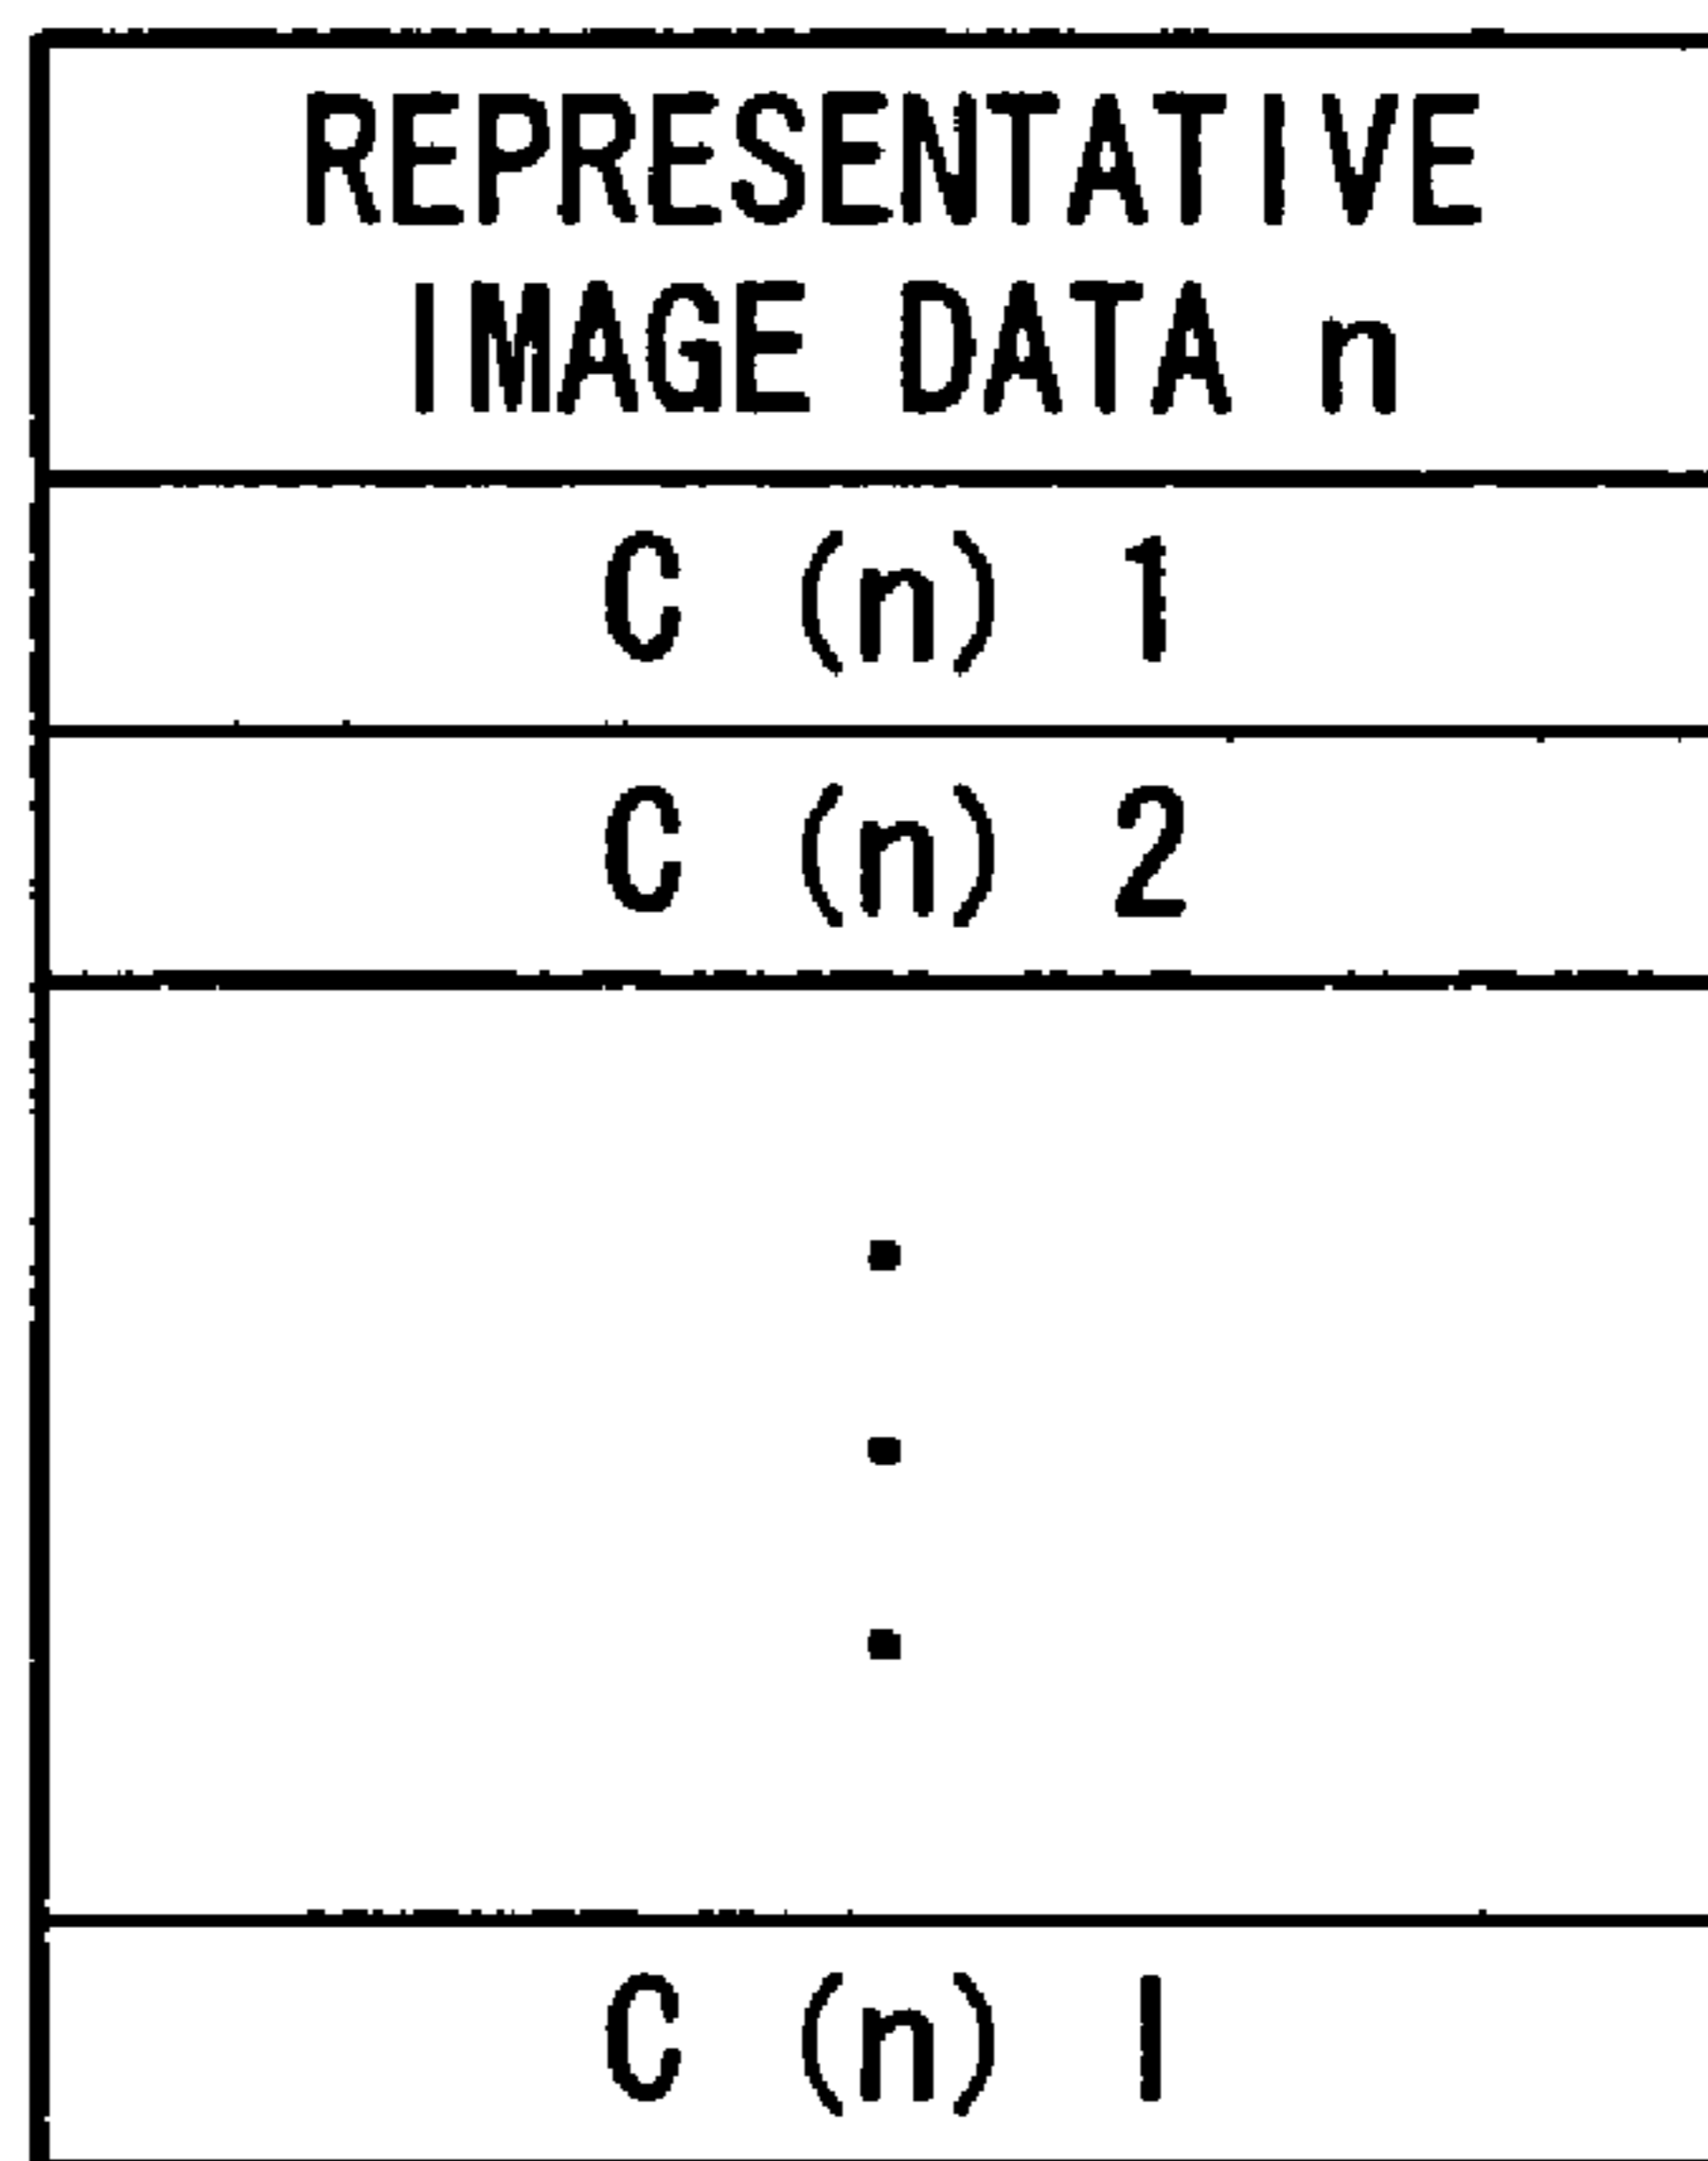 REPRESENTATIVE
IMAGE DATA n
C (n) 1
C (n) 2
C (n) l